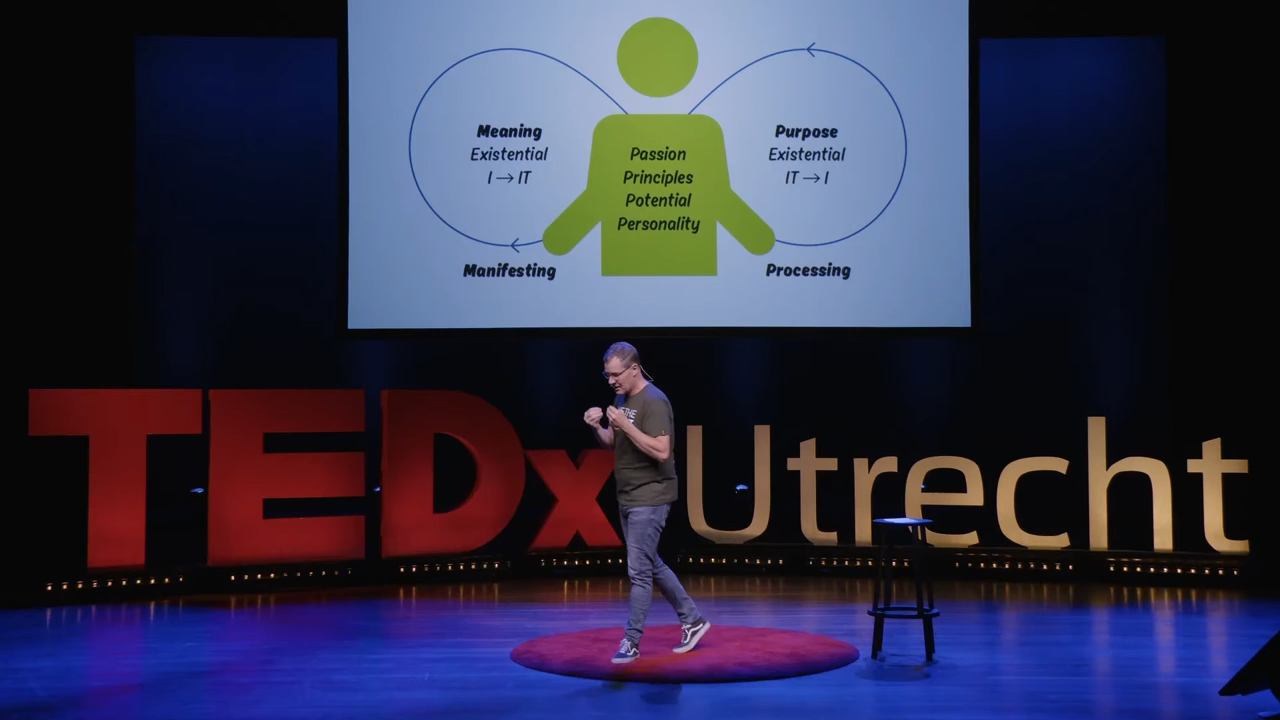 Meaning
Existential
I → IT
Manifesting
Passion
Principles
Potential
Personality
Purpose
Existential
IT → I
Processing
TEDxUtrecht